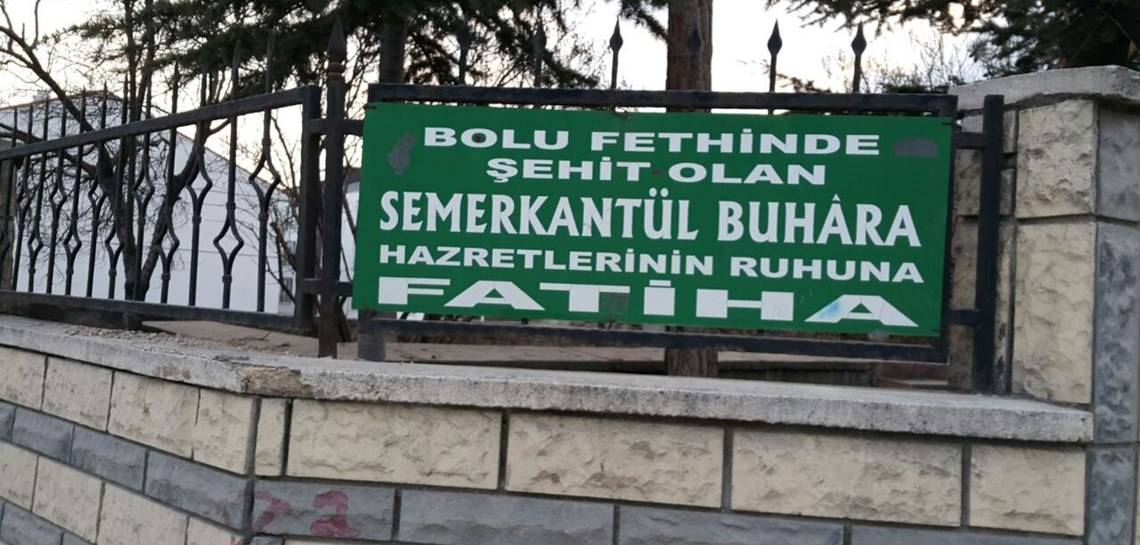 BOLU FETHİNDE
ŞEHİT OLAN
SEMERKANTÜL BUHÂRA
HAZRETLERİNİN RUHUNA
FATİHA